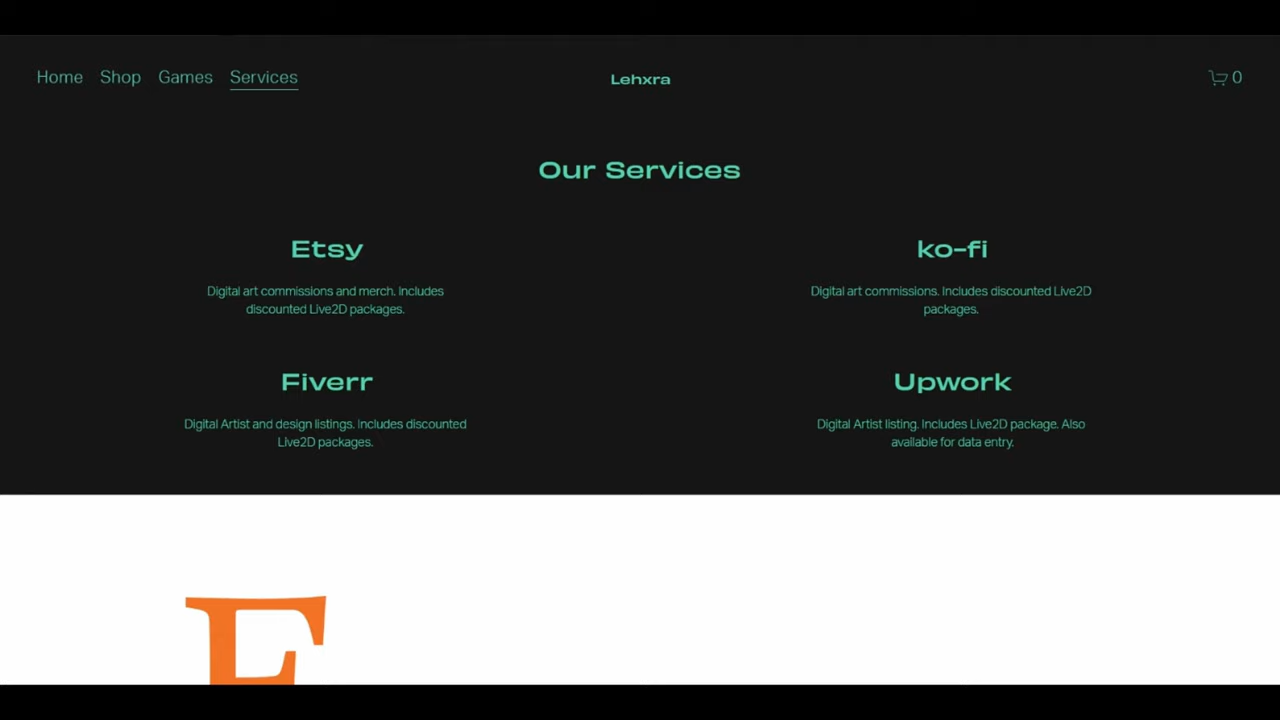 Home Shop Games Services
Lehxra
0
Our Services
Etsy
Digital art commissions and merch. Includes
discounted Live2D packages.
ko-fi
Digital art commissions. Includes discounted Live2D
packages.
Fiverr
Digital Artist and design listings. Includes discounted
Live2D packages.
Upwork
Digital Artist listing. Includes Live2D package. Also
available for data entry.
E